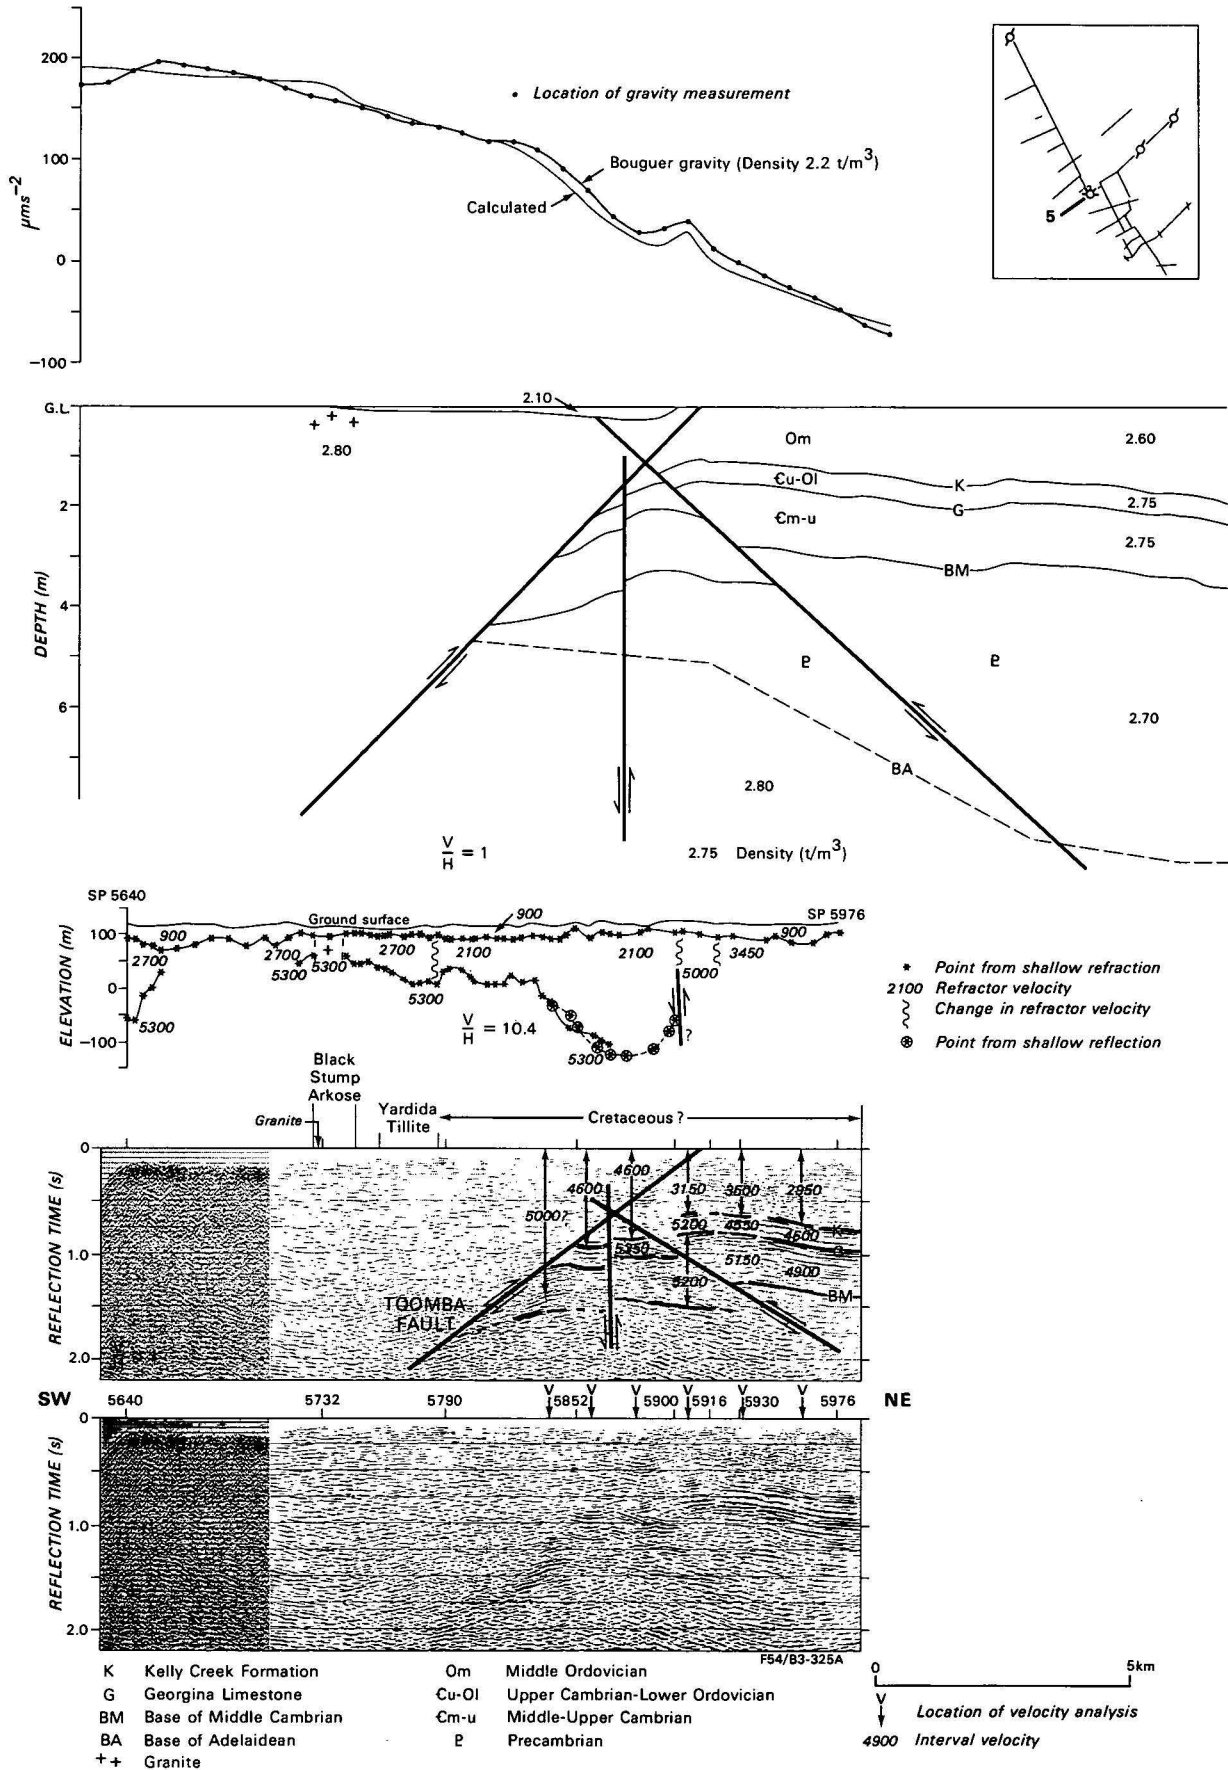 200
100
0
−100
µms⁻²
• Location of gravity measurement
Bouguer gravity (Density 2.2 t/m³)
Calculated
5
G.L.
2
4
6
DEPTH (m)
2.10
2.80
Om
2.60
Ꞓu-Ol
K
2.75
G
Ꞓm-u
2.75
BM
P
P
2.70
BA
2.80
V/H = 1
2.75 Density (t/m³)
SP 5640
SP 5976
Ground surface
900
100
0
−100
ELEVATION (m)
900
2700
5300
2700
5300
5300
2700
5300
2100
2100
5000
3450
900
5300
?
V/H = 10.4
Point from shallow refraction
2100 Refractor velocity
Change in refractor velocity
Point from shallow reflection
Granite
Black
Stump
Arkose
Yardida
Tillite
Cretaceous ?
0
1.0
2.0
REFLECTION TIME (s)
5000?
4600
4600
5350
3150
5200
5200
3600
4550
5150
2950
4600
4900
K
G
BM
TOOMBA
FAULT
SW
NE
5640
5732
5790
V
V
5852
V
5900
V
5916
V
5930
V
5976
0
1.0
2.0
REFLECTION TIME (s)
F54/B3-325A
K Kelly Creek Formation
G Georgina Limestone
BM Base of Middle Cambrian
BA Base of Adelaidean
++ Granite
Om Middle Ordovician
Ꞓu-Ol Upper Cambrian-Lower Ordovician
Ꞓm-u Middle-Upper Cambrian
P Precambrian
0 5km
V Location of velocity analysis
4900 Interval velocity